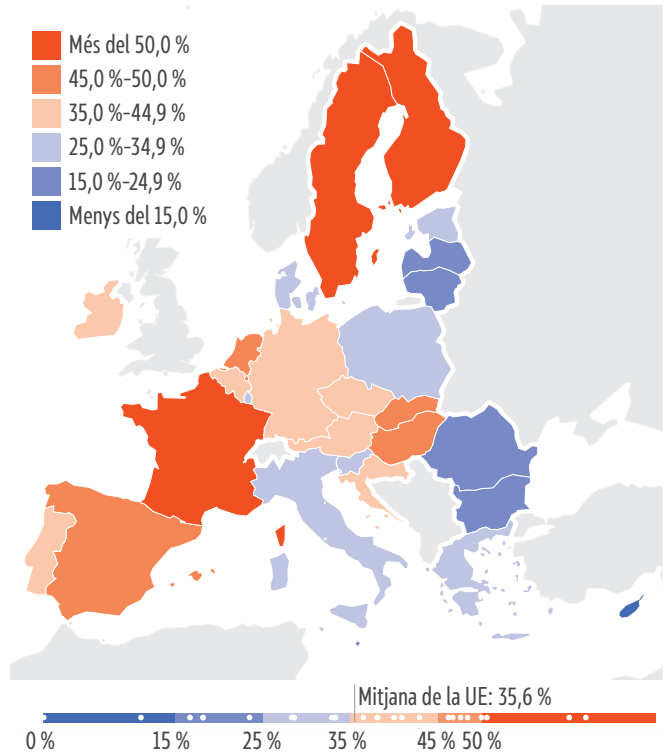 Més del 50,0 %
45,0 %–50,0 %
35,0 %–44,9 %
25,0 %–34,9 %
15,0 %–24,9 %
Menys del 15,0 %
Mitjana de la UE: 35,6 %
0 % 15 % 25 % 35 % 45 % 50 %